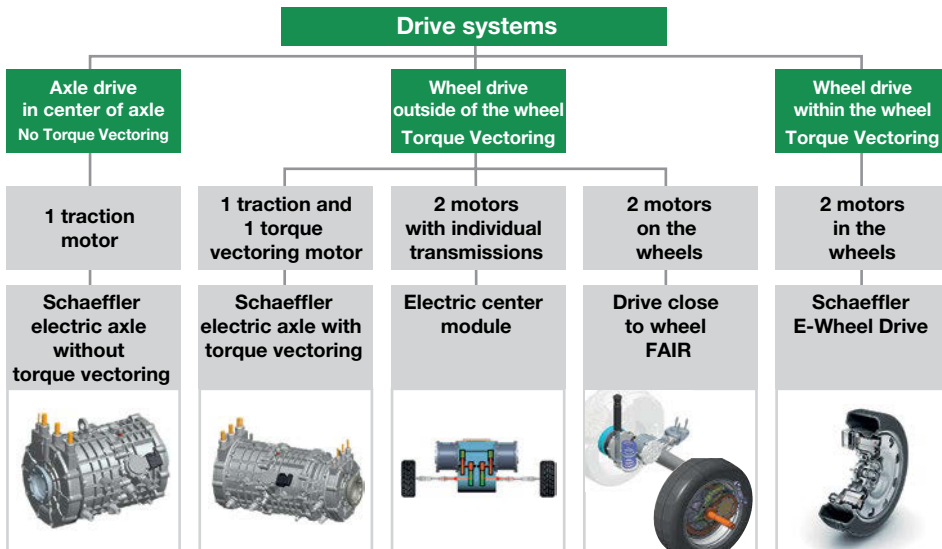 Drive systems
Axle drive
in center of axle
No Torque Vectoring
Wheel drive
outside of the wheel
Torque Vectoring
Wheel drive
within the wheel
Torque Vectoring
1 traction
motor
1 traction and
1 torque
vectoring motor
2 motors
with individual
transmissions
2 motors
on the
wheels
2 motors
in the
wheels
Schaeffler
electric axle
without
torque vectoring
Schaeffler
electric axle with
torque vectoring
Electric center
module
Drive close
to wheel
FAIR
Schaeffler
E-Wheel Drive